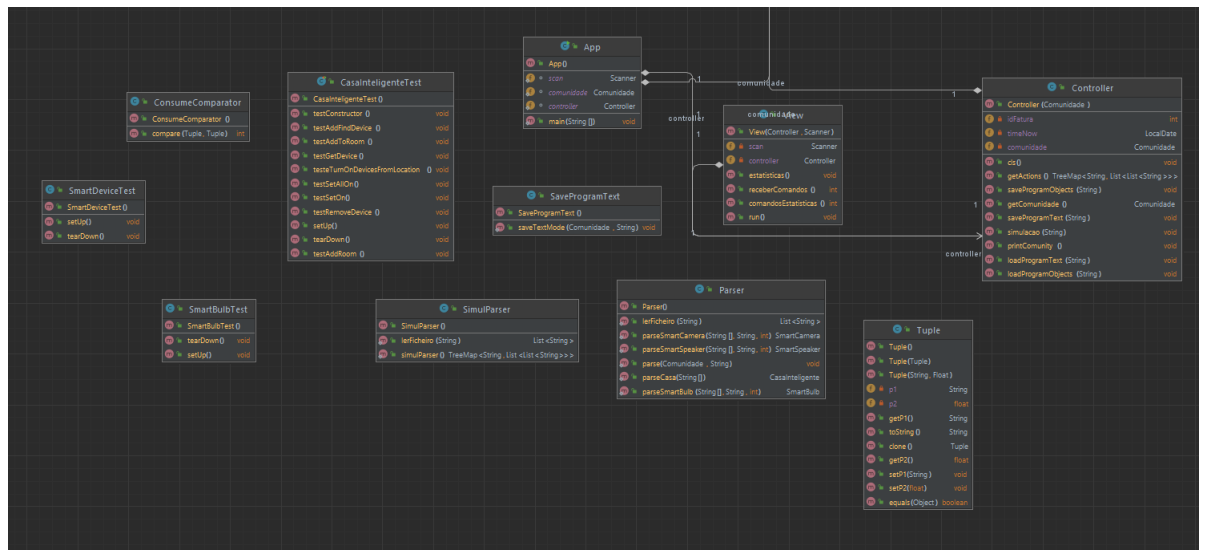 App
App()
scan Scanner
comunidade Comunidade
controller Controller
main(String []) void
1
comunidade
1
controller
1
1
CasaInteligenteTest
CasaInteligenteTest ()
testConstructor () void
testAddFindDevice () void
testAddToRoom () void
testGetDevice () void
testeTurnOnDevicesFromLocation () void
testSetAllOn() void
testSetOn() void
testRemoveDevice () void
setUp() void
tearDown() void
testAddRoom () void
ConsumeComparator
ConsumeComparator ()
compare (Tuple, Tuple) int
Controller
Controller (Comunidade )
idFatura int
timeNow LocalDate
comunidade Comunidade
cls() void
getActions () TreeMap<String, List <List <String >>>
saveProgramObjects (String) void
getComunidade () Comunidade
saveProgramText (String) void
simulacao (String) void
printComunity () void
loadProgramText (String) void
loadProgramObjects (String) void
comunidade
View
View(Controller , Scanner)
scan Scanner
controller Controller
estatisticas() void
receberComandos () int
comandosEstatisticas () int
run() void
1
controller
SmartDeviceTest
SmartDeviceTest ()
setUp() void
tearDown() void
SaveProgramText
SaveProgramText ()
saveTextMode (Comunidade , String) void
SmartBulbTest
SmartBulbTest ()
tearDown() void
setUp() void
SimulParser
SimulParser ()
lerFicheiro (String) List <String>
simulParser() TreeMap <String, List <List <String>>>
Parser
Parser()
lerFicheiro (String) List <String >
parseSmartCamera (String [], String, int) SmartCamera
parseSmartSpeaker (String [], String, int) SmartSpeaker
parse(Comunidade , String) void
parseCasa(String []) CasaInteligente
parseSmartBulb (String [], String , int) SmartBulb
Tuple
Tuple()
Tuple(Tuple)
Tuple(String, Float )
p1 String
p2 float
getP1() String
toString () String
clone () Tuple
getP2() float
setP1(String ) void
setP2(float) void
equals (Object ) boolean